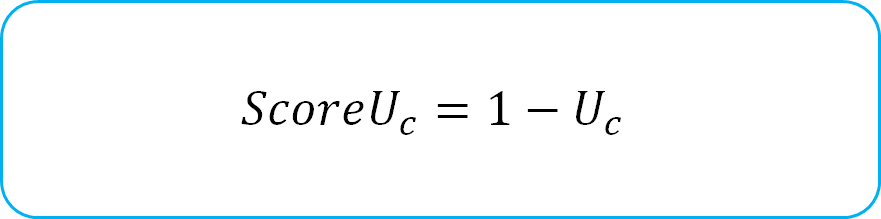 ScoreU_c = 1 − U_c